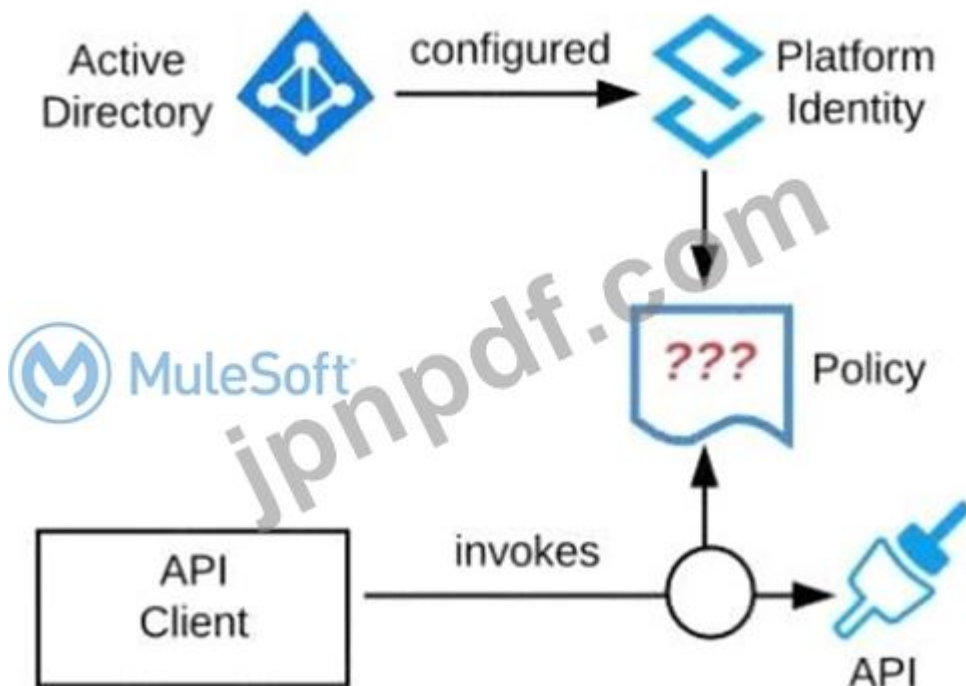 Active
Directory
configured
Platform
Identity
???
Policy
MuleSoft
jpnpdf.com
invokes
API
Client
API